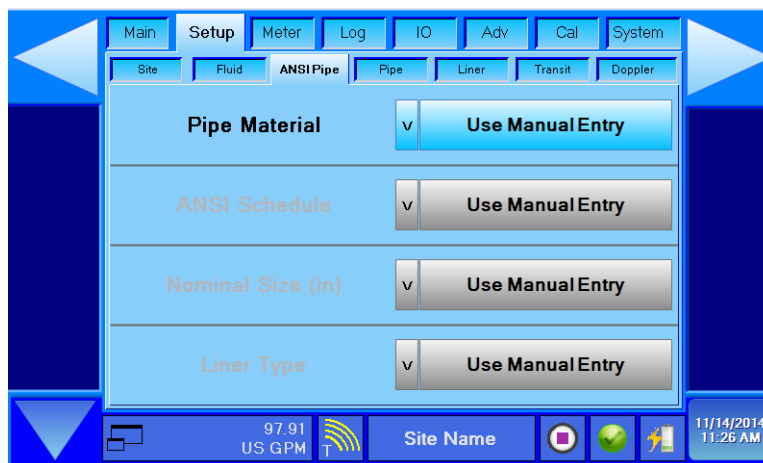 Main Setup Meter Log IO Adv Cal System
Site Fluid ANSI Pipe Pipe Liner Transit Doppler
Pipe Material v Use Manual Entry
ANSI Schedule v Use Manual Entry
Nominal Size (in) v Use Manual Entry
Liner Type v Use Manual Entry
97.91
US GPM T Site Name
11/14/2014
11:26 AM